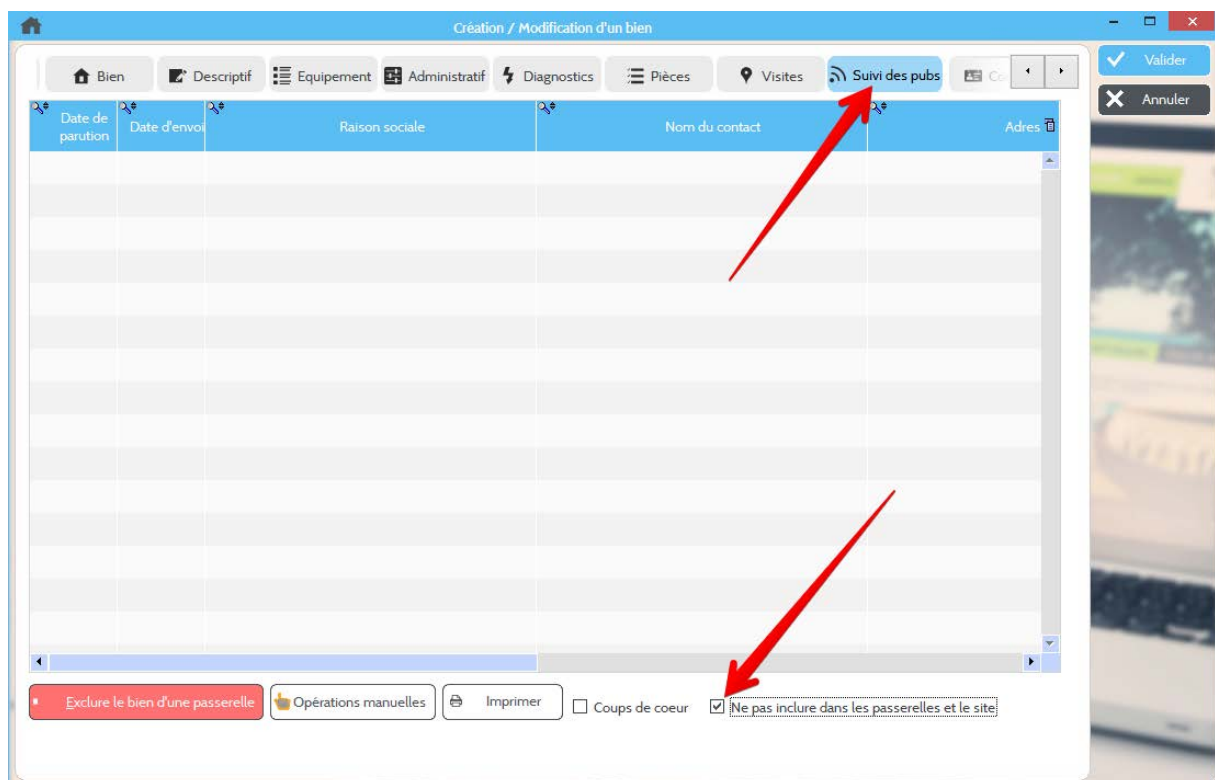 Création / Modification d'un bien
Bien
Descriptif
Equipement
Administratif
Diagnostics
Pièces
Visites
Suivi des pubs
Valider
Annuler
Date de
parution
Date d'envoi
Raison sociale
Nom du contact
Adres
Exclure le bien d'une passerelle
Opérations manuelles
Imprimer
Coups de coeur
Ne pas inclure dans les passerelles et le site